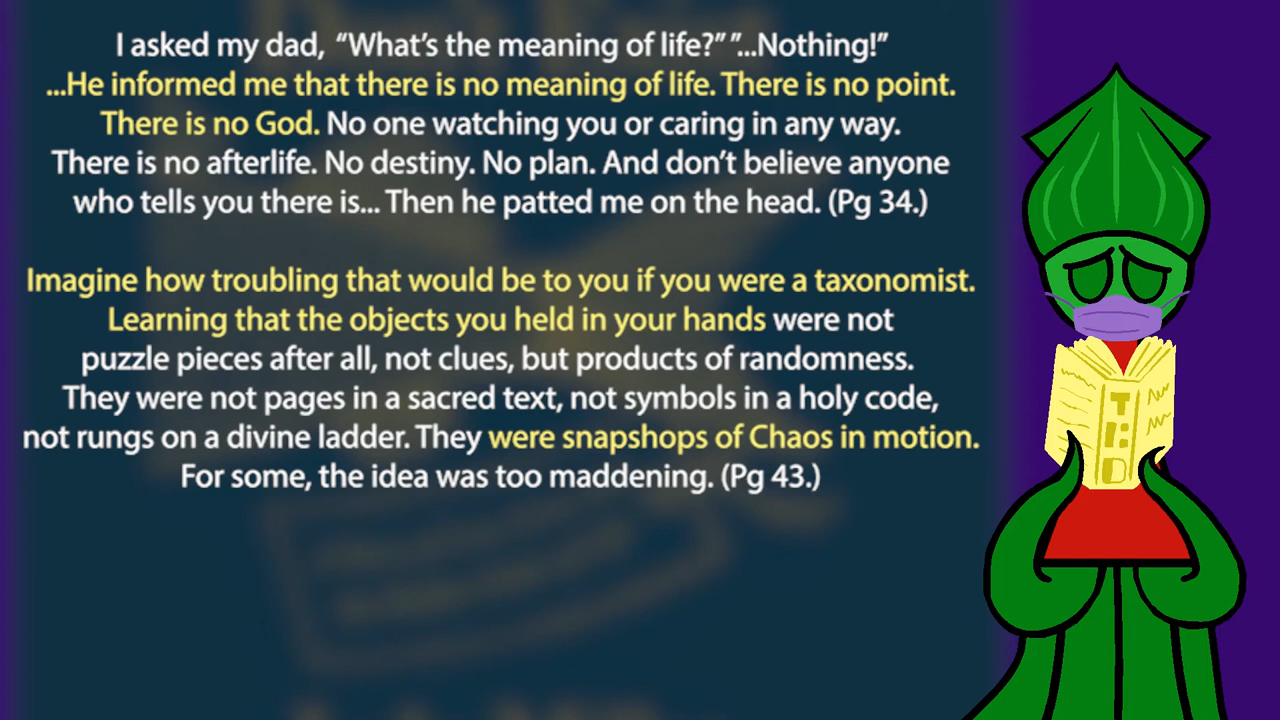 I asked my dad, “What’s the meaning of life?” ”...Nothing!”
...He informed me that there is no meaning of life. There is no point.
There is no God. No one watching you or caring in any way.
There is no afterlife. No destiny. No plan. And don’t believe anyone
who tells you there is... Then he patted me on the head. (Pg 34.)
Imagine how troubling that would be to you if you were a taxonomist.
Learning that the objects you held in your hands were not
puzzle pieces after all, not clues, but products of randomness.
They were not pages in a sacred text, not symbols in a holy code,
not rungs on a divine ladder. They were snapshops of Chaos in motion.
For some, the idea was too maddening. (Pg 43.)